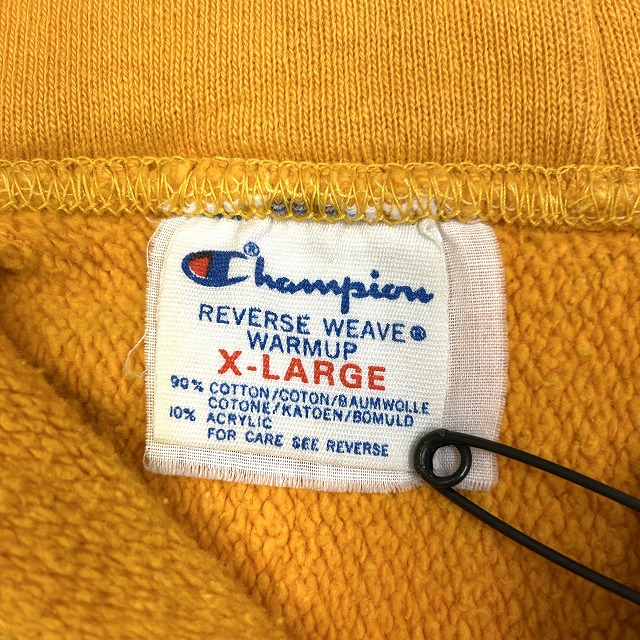 Champion®
REVERSE WEAVE®
WARMUP
X-LARGE
90% COTTON/COTON/BAUMWOLLE
COTONE/KATOEN/BOMULD
10% ACRYLIC
FOR CARE SEE REVERSE